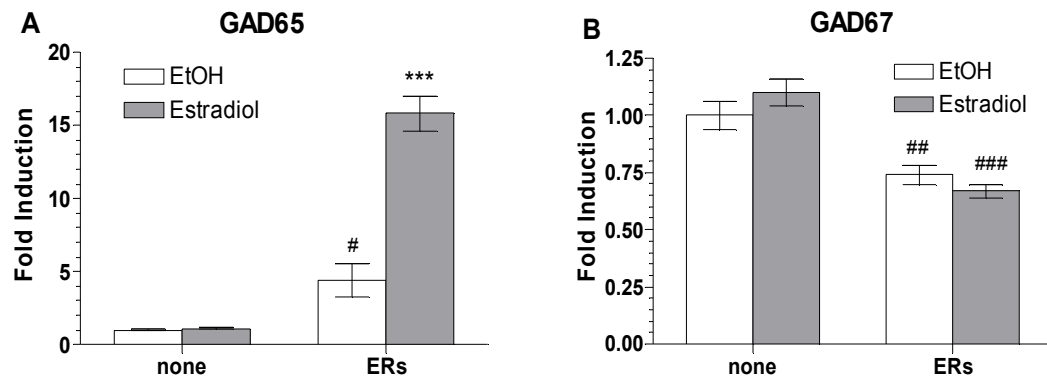 A
GAD65
Fold Induction
20
15
10
5
0
EtOH
Estradiol
***
#
none
ERs
B
GAD67
Fold Induction
1.25
1.00
0.75
0.50
0.25
0.00
EtOH
Estradiol
##
###
none
ERs